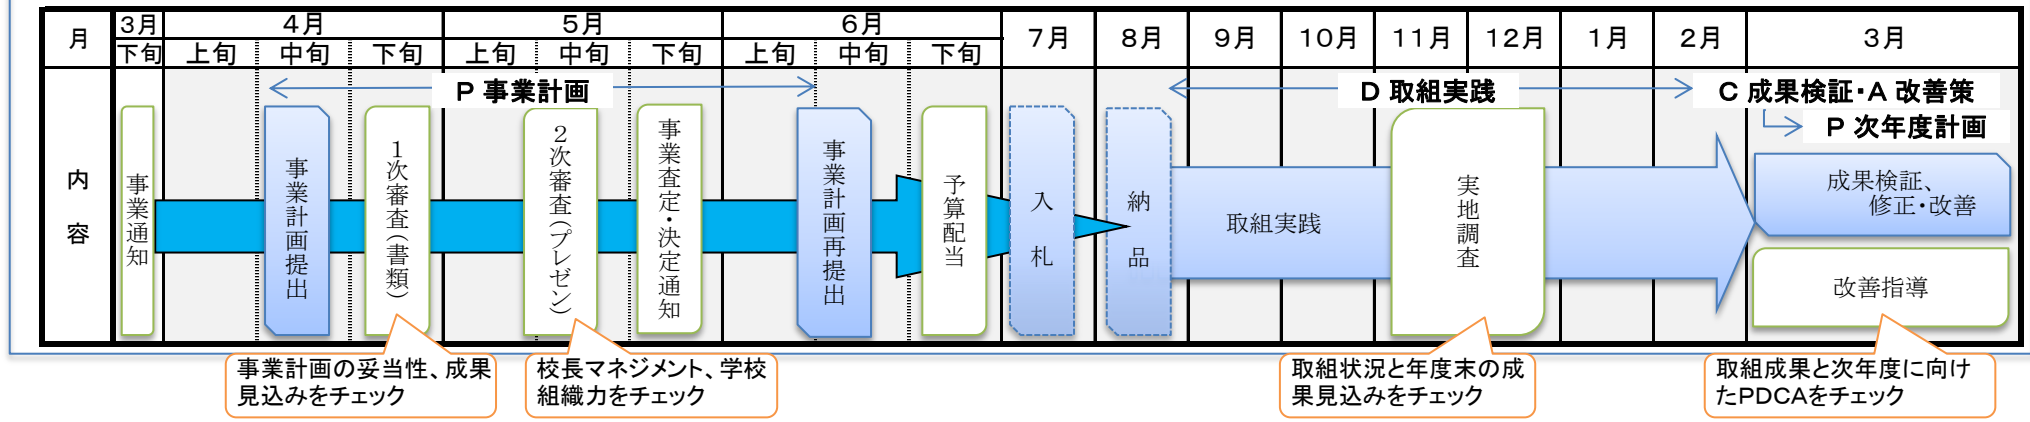 月
3月
4月
5月
6月
7月
8月
9月
10月
11月
12月
1月
2月
3月
下旬
上旬
中旬
下旬
上旬
中旬
下旬
上旬
中旬
下旬
内容
P 事業計画
D 取組実践
C 成果検証・A 改善策
P 次年度計画
事業通知
事業計画提出
1次審査(書類)
2次審査(プレゼン)
事業査定・決定通知
事業計画再提出
予算配当
入札
納品
取組実践
実地調査
成果検証、
修正・改善
改善指導
事業計画の妥当性、成果
見込みをチェック
校長マネジメント、学校
組織力をチェック
取組状況と年度末の成
果見込みをチェック
取組成果と次年度に向け
たPDCAをチェック